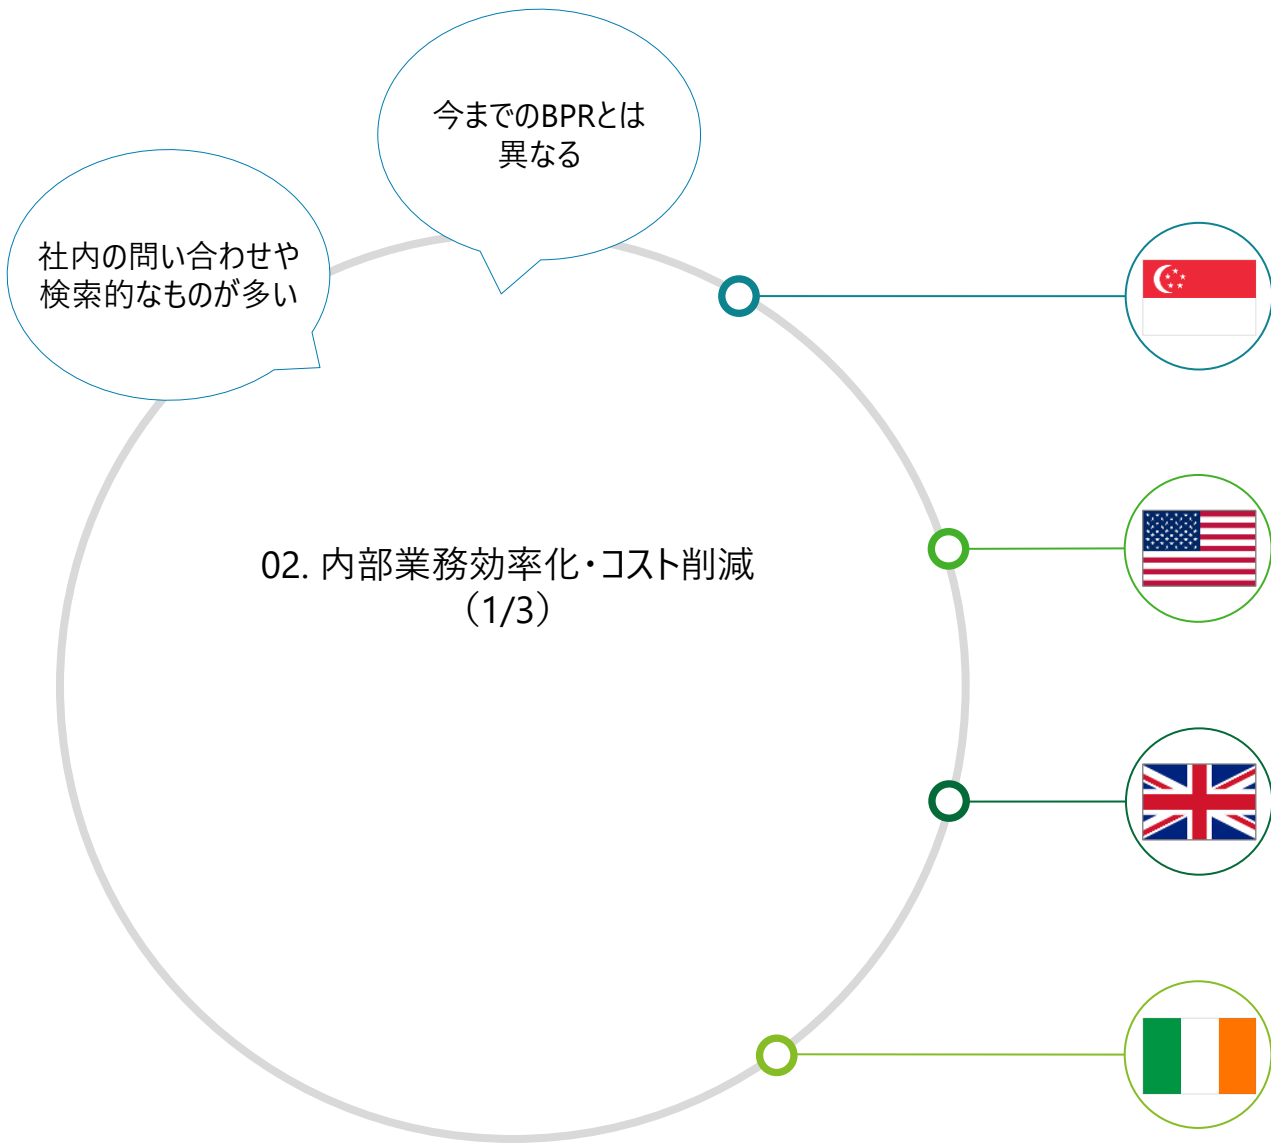 今までのBPRとは
異なる
社内の問い合わせや
検索的なものが多い
02. 内部業務効率化・コスト削減
（1/3）